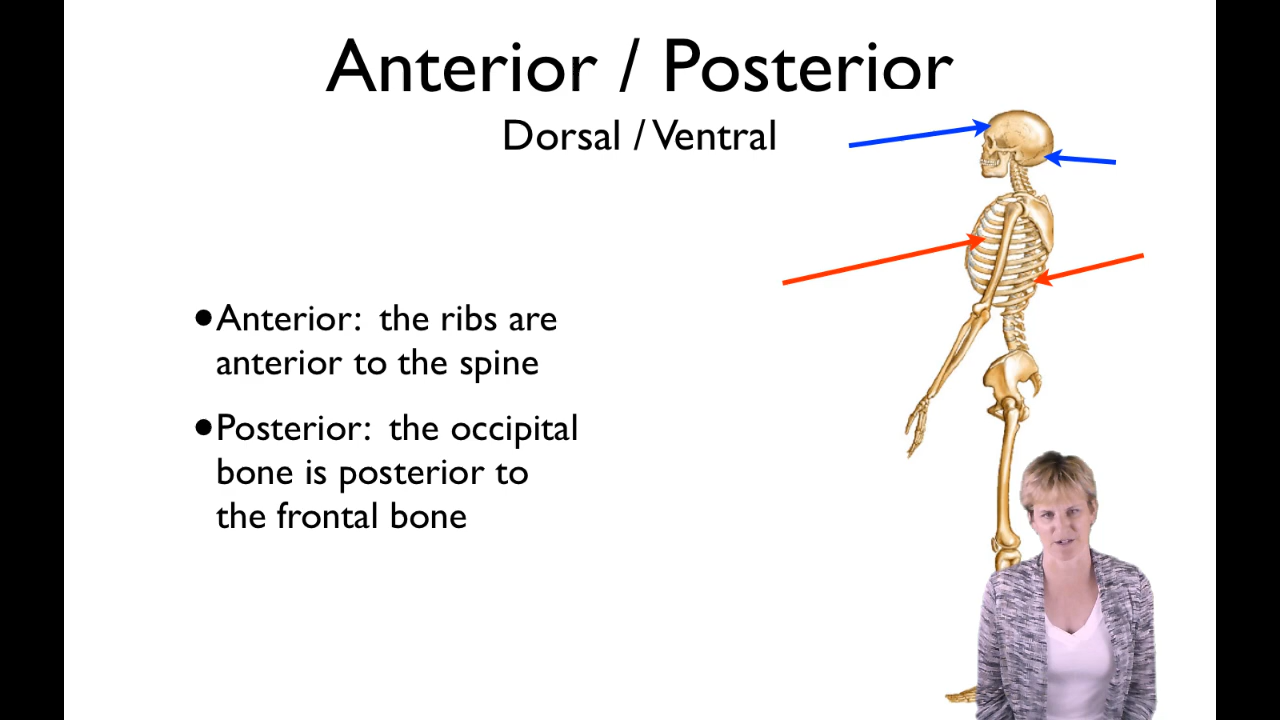 Anterior / Posterior
Dorsal / Ventral
•Anterior: the ribs are
anterior to the spine
•Posterior: the occipital
bone is posterior to
the frontal bone